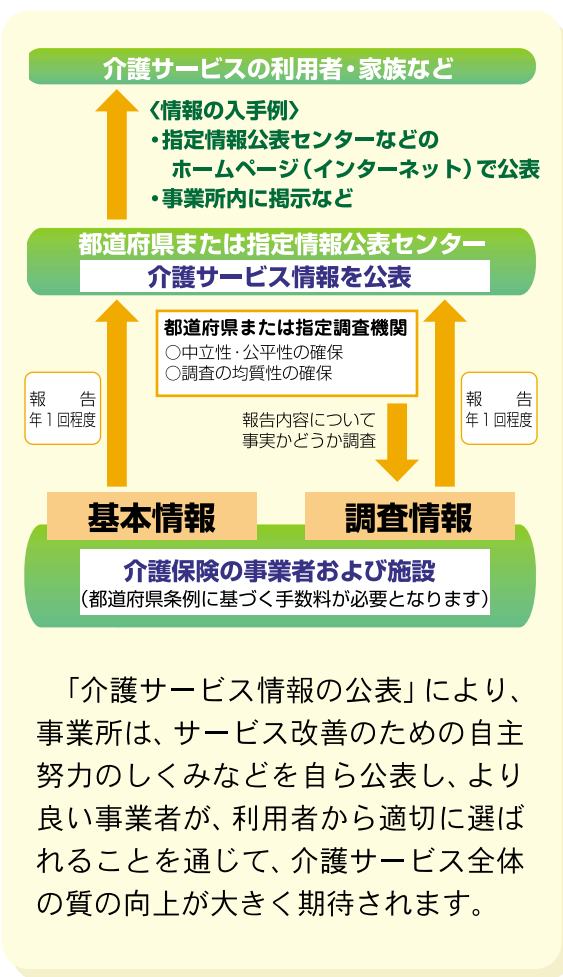 介護サービスの利用者・家族など
〈情報の入手例〉
・指定情報公表センターなどの
ホームページ（インターネット）で公表
・事業所内に掲示など
都道府県または指定情報公表センター
介護サービス情報を公表
都道府県または指定調査機関
○中立性・公平性の確保
○調査の均質性の確保
報　告
年1回程度
報告内容について
事実かどうか調査
報　告
年1回程度
基本情報
調査情報
介護保険の事業者および施設
（都道府県条例に基づく手数料が必要となります）
「介護サービス情報の公表」により、
事業所は、サービス改善のための自主
努力のしくみなどを自ら公表し、より
良い事業者が、利用者から適切に選ば
れることを通じて、介護サービス全体
の質の向上が大きく期待されます。